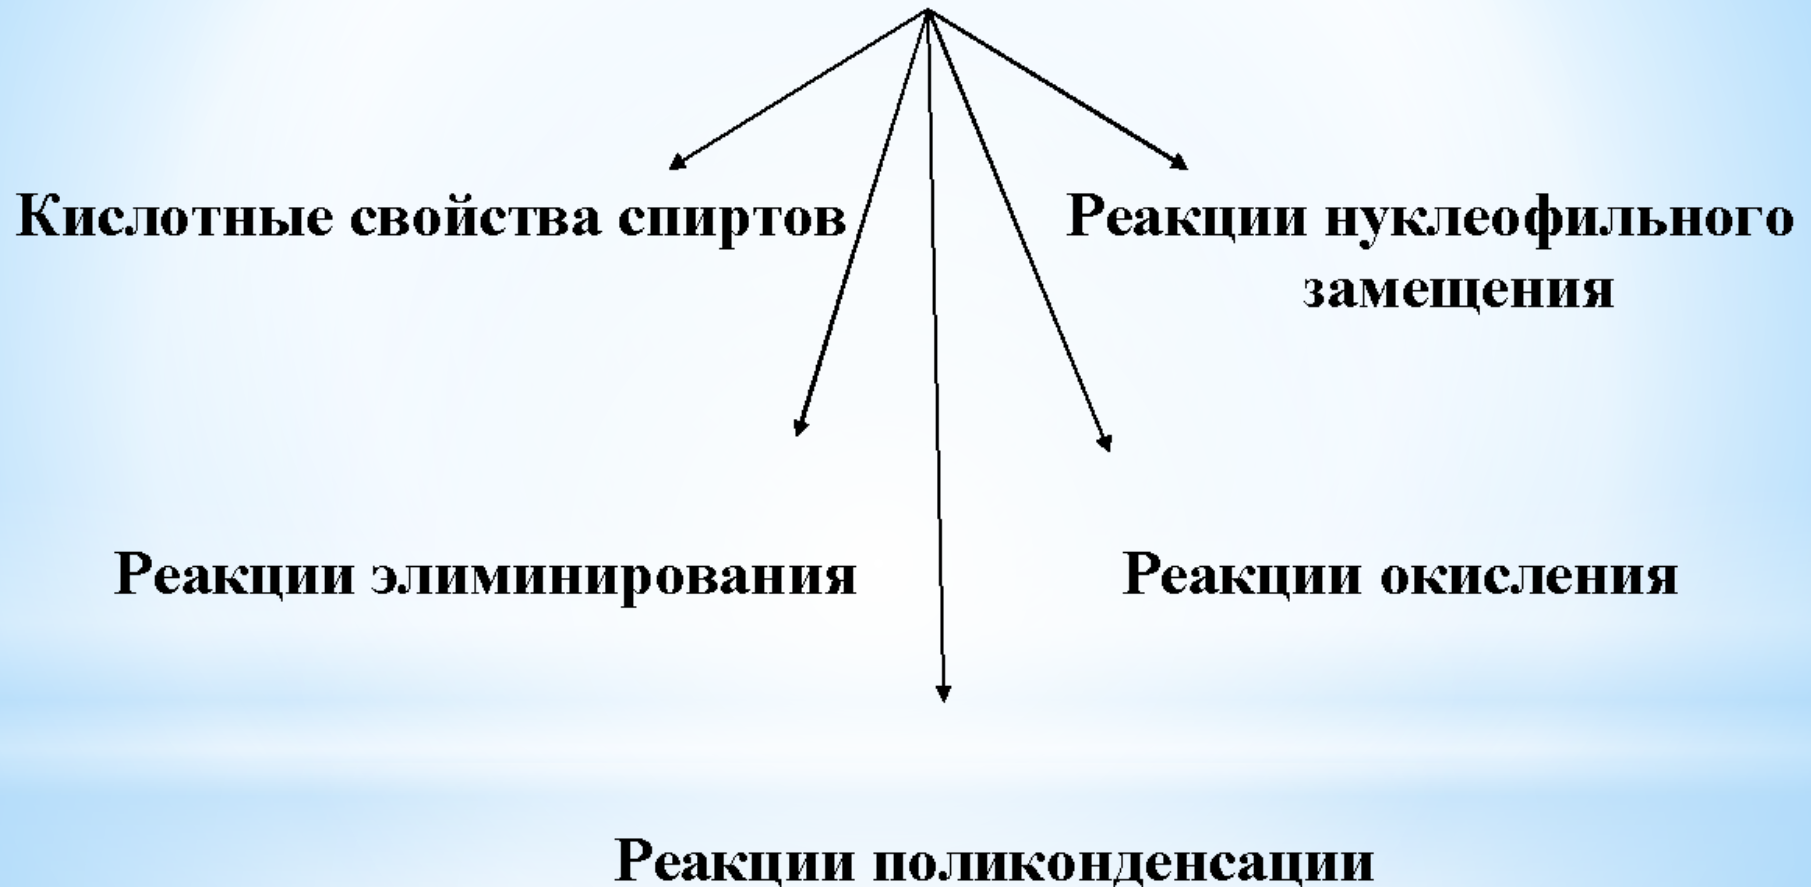 Кислотные свойства спиртов
Реакции нуклеофильного
замещения
Реакции элиминирования
Реакции окисления
Реакции поликонденсации